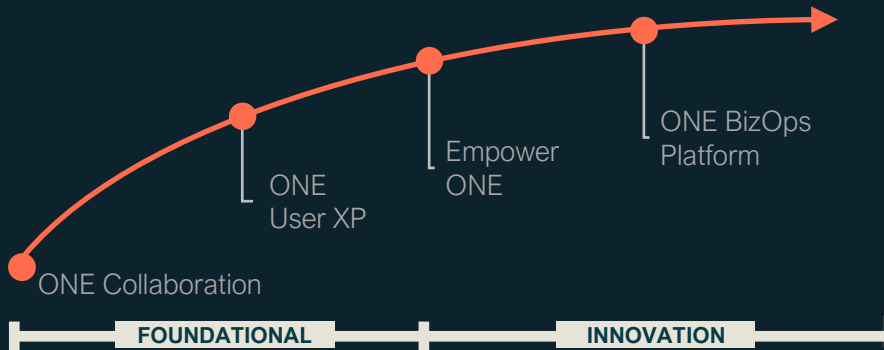 ONE BizOps
Platform
Empower
ONE
ONE
User XP
ONE Collaboration
FOUNDATIONAL
INNOVATION